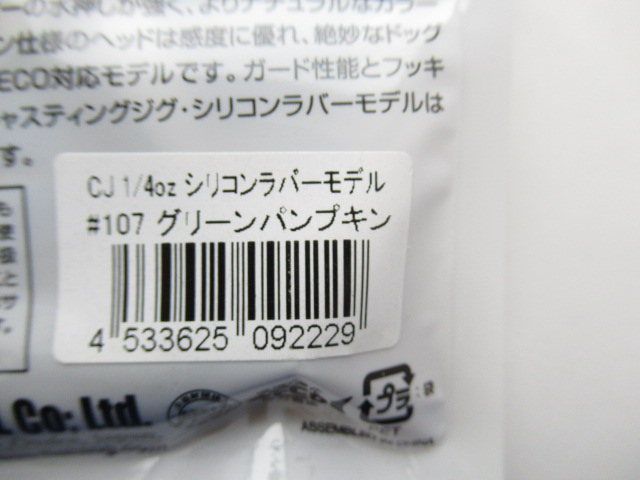 ーの水押しが強く、よりナチュラルなカラー
ン仕様のヘッドは感度に優れ、絶妙なドッグ
ECO対応モデルです。ガード性能とフッキ
ャスティングジグ・シリコンラバーモデルは
す。
CJ 1/4oz シリコンラバーモデル
#107 グリーンパンプキン
4 533625 092229
Co: Ltd.
プラ
:袋